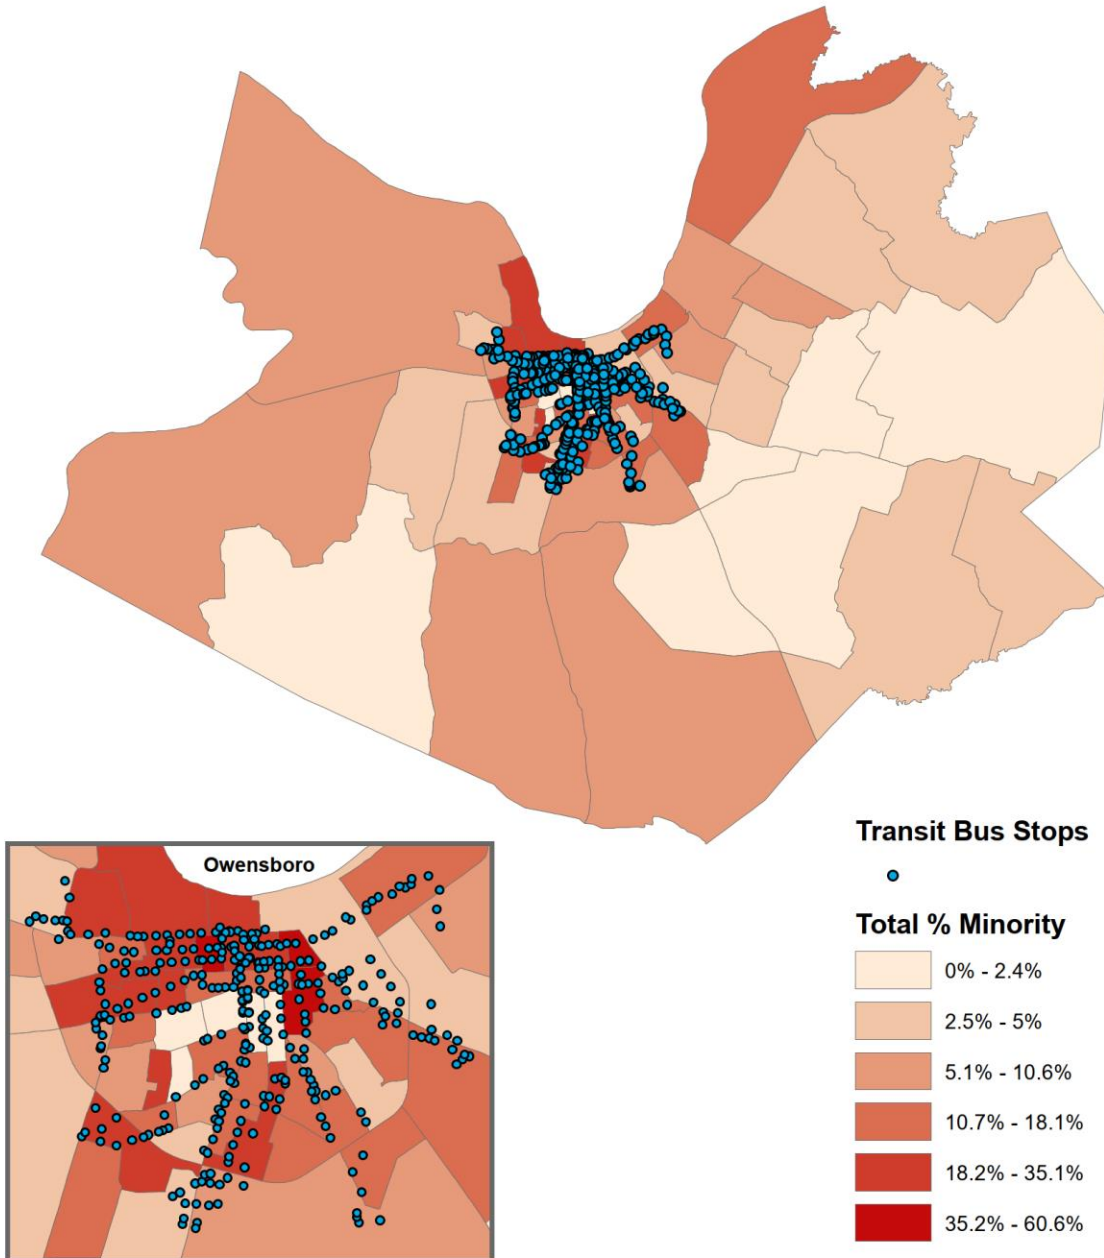 Owensboro
Transit Bus Stops
Total % Minority
0% - 2.4%
2.5% - 5%
5.1% - 10.6%
10.7% - 18.1%
18.2% - 35.1%
35.2% - 60.6%